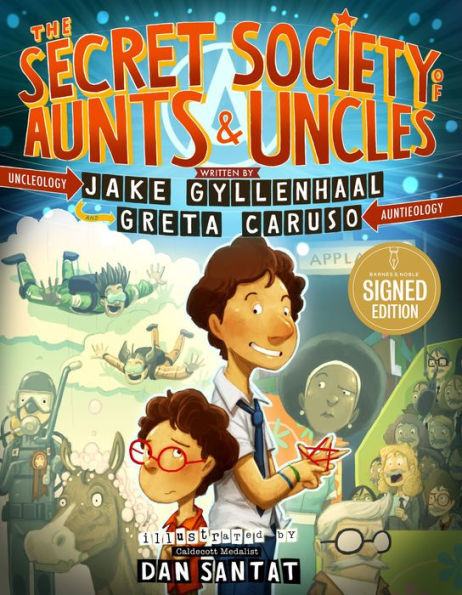 THE
SECRET SOCIETY
OF
AUNTS & UNCLES
WRITTEN BY
UNCLEOLOGY
JAKE GYLLENHAAL
AND
GRETA CARUSO
AUNTIEOLOGY
APPLA
BARNES & NOBLE
SIGNED
EDITION
illustrated by
Caldecott Medalist
DAN SANTAT